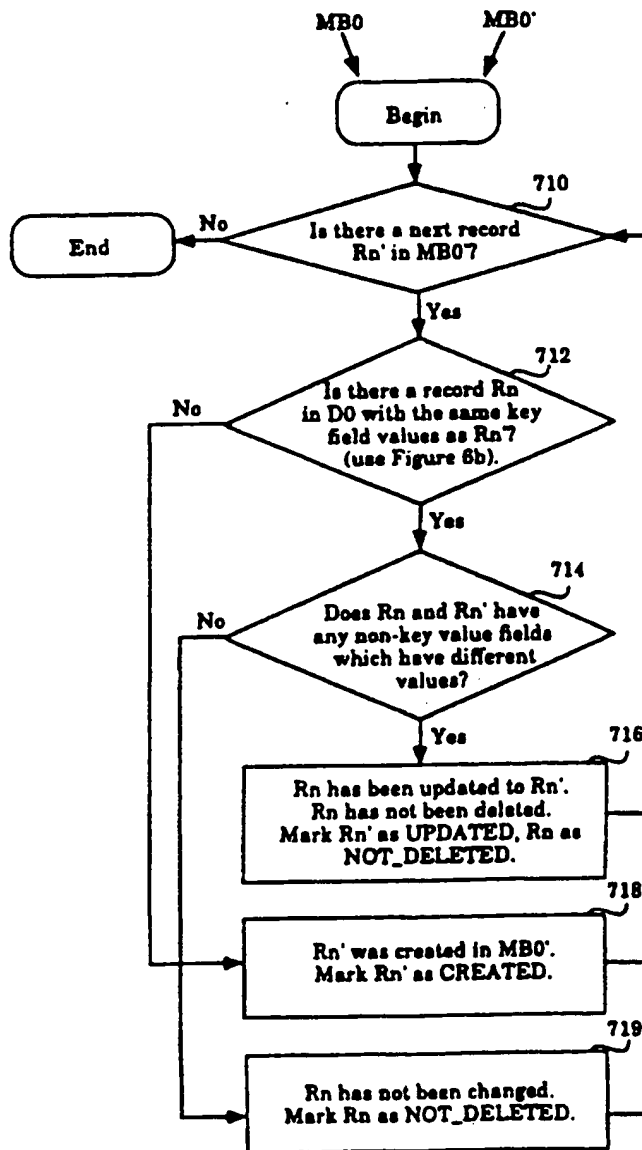 MB0 MB0'
Begin
710
Is there a next record
Rn' in MB0'?
No
End
Yes
712
Is there a record Rn
in D0 with the same key
field values as Rn'?
(use Figure 6b).
No
Yes
714
Does Rn and Rn' have
any non-key value fields
which have different
values?
No
Yes
716
Rn has been updated to Rn'.
Rn has not been deleted.
Mark Rn' as UPDATED, Rn as
NOT_DELETED.
718
Rn' was created in MB0'.
Mark Rn' as CREATED.
719
Rn has not been changed.
Mark Rn as NOT_DELETED.